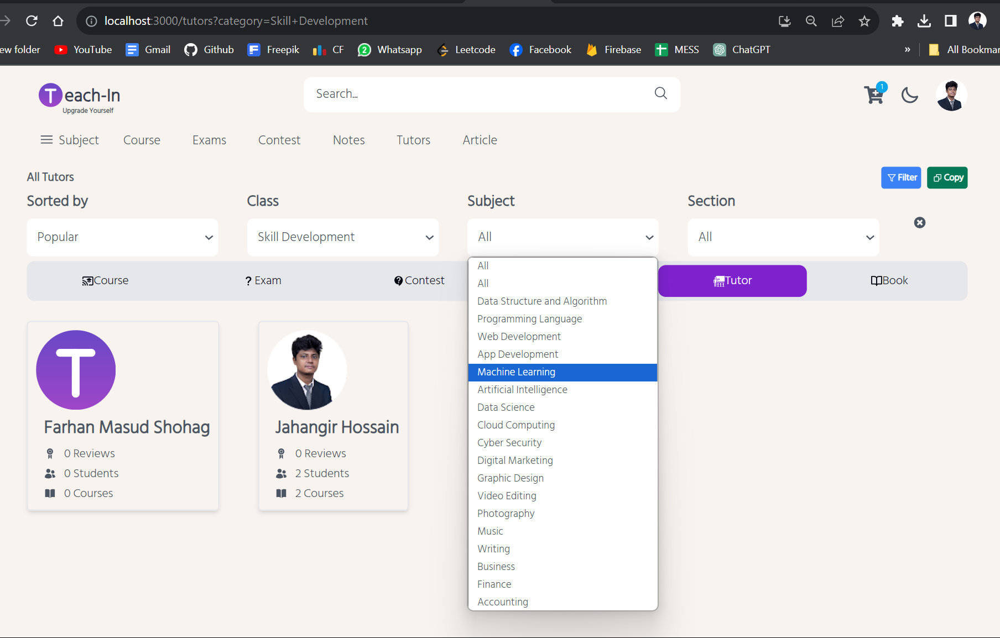 localhost:3000/tutors?category=Skill+Development
ew folder YouTube Gmail Github Freepik CF 2 Whatsapp Leetcode Facebook Firebase MESS ChatGPT » All Bookmar
Teach-In
Upgrade Yourself
Search...
1
Subject Course Exams Contest Notes Tutors Article
All Tutors
Filter Copy
Sorted by Class Subject Section
Popular Skill Development All All
Course ? Exam Contest Tutor Book
All
All
Data Structure and Algorithm
Programming Language
Web Development
App Development
Machine Learning
Artificial Intelligence
Data Science
Cloud Computing
Cyber Security
Digital Marketing
Graphic Design
Video Editing
Photography
Music
Writing
Business
Finance
Accounting
T
Farhan Masud Shohag
0 Reviews
0 Students
0 Courses
Jahangir Hossain
0 Reviews
2 Students
2 Courses